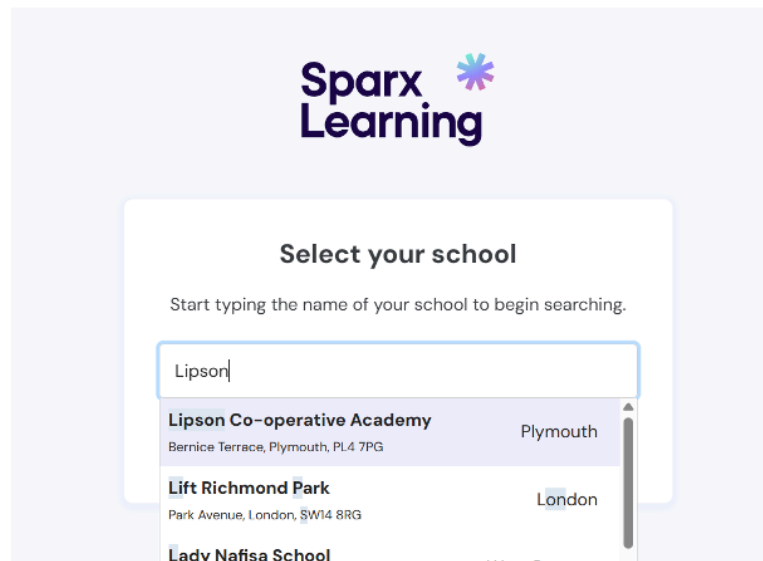 Sparx
Learning
Select your school
Start typing the name of your school to begin searching.
Lipson
Lipson Co-operative Academy
Plymouth
Bernice Terrace, Plymouth, PL4 7PG
Lift Richmond Park
London
Park Avenue, London, SW14 8RG
Lady Nafisa School